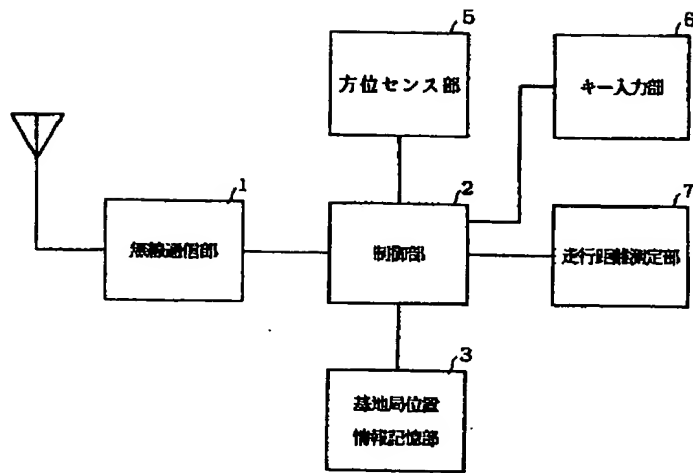 5
方位センス部
6
キー入力部
1
無線通信部
2
制御部
7
走行距離測定部
3
基地局位置
情報記憶部